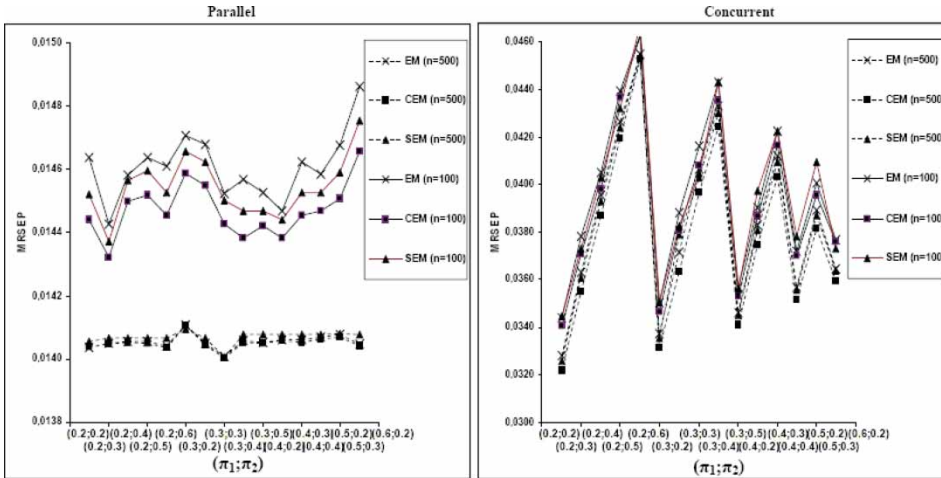 Parallel
0,0150
0,0148
0,0146
0,0144
0,0142
0,0140
0,0138
MRSEP
EM (n=500)
CEM (n=500)
SEM (n=500)
EM (n=100)
CEM (n=100)
SEM (n=100)
(0.2;0.2) (0.2;0.4) (0.2;0.6) (0.3;0.3) (0.3;0.5) (0.4;0.3) (0.5;0.2) (0.6;0.2)
(0.2;0.3) (0.2;0.5) (0.3;0.2) (0.3;0.4) (0.4;0.2) (0.4;0.4) (0.5;0.3)
(π1;π2)
Concurrent
0,0460
0,0440
0,0420
0,0400
0,0380
0,0360
0,0340
0,0320
0,0300
MRSEP
EM (n=500)
CEM (n=500)
SEM (n=500)
EM (n=100)
CEM (n=100)
SEM (n=100)
(0.2;0.2) (0.2;0.4) (0.2;0.6) (0.3;0.3) (0.3;0.5) (0.4;0.3) (0.5;0.2) (0.6;0.2)
(0.2;0.3) (0.2;0.5) (0.3;0.2) (0.3;0.4) (0.4;0.2) (0.4;0.4) (0.5;0.3)
(π1;π2)